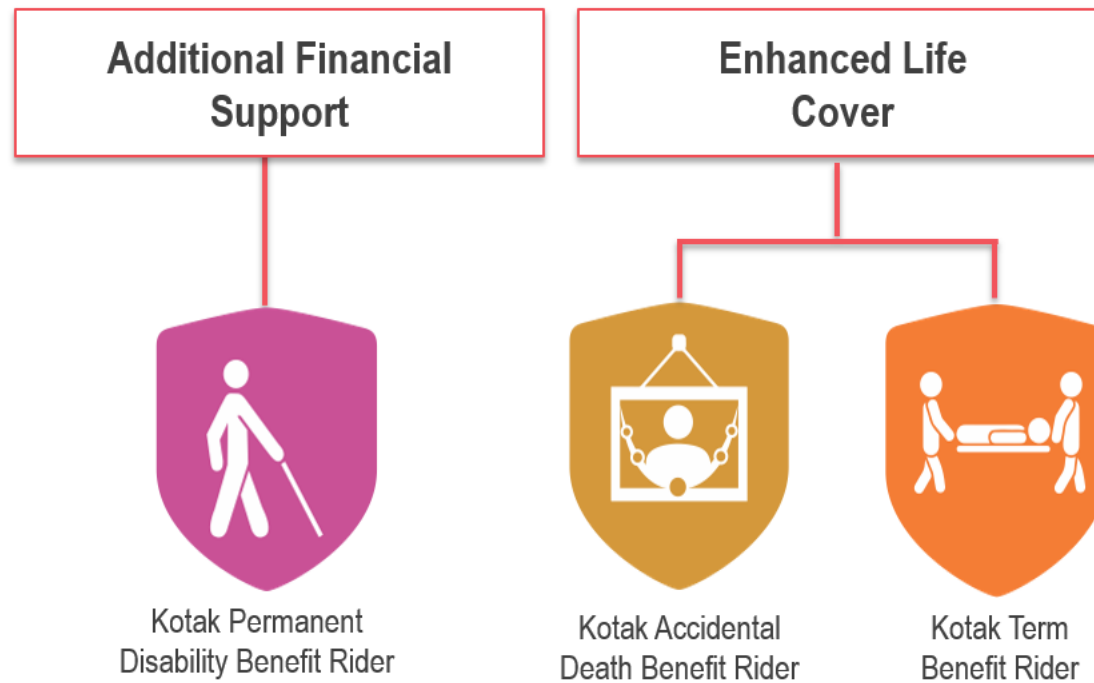 Additional Financial
Support
Enhanced Life
Cover
Kotak Permanent
Disability Benefit Rider
Kotak Accidental
Death Benefit Rider
Kotak Term
Benefit Rider